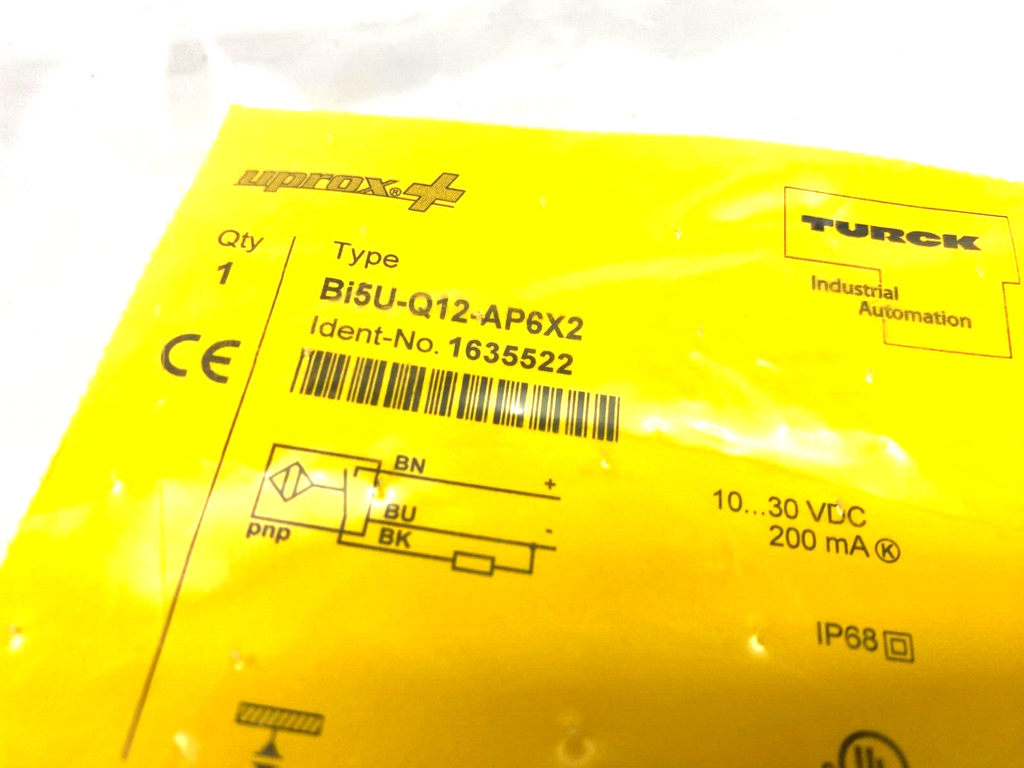 uprox®+
TURCK
Industrial
Automation
Qty
1
Type
Bi5U-Q12-AP6X2
Ident-No. 1635522
CE
BN
+
BU
-
BK
pnp
10...30 VDC
200 mA K
IP68
UL